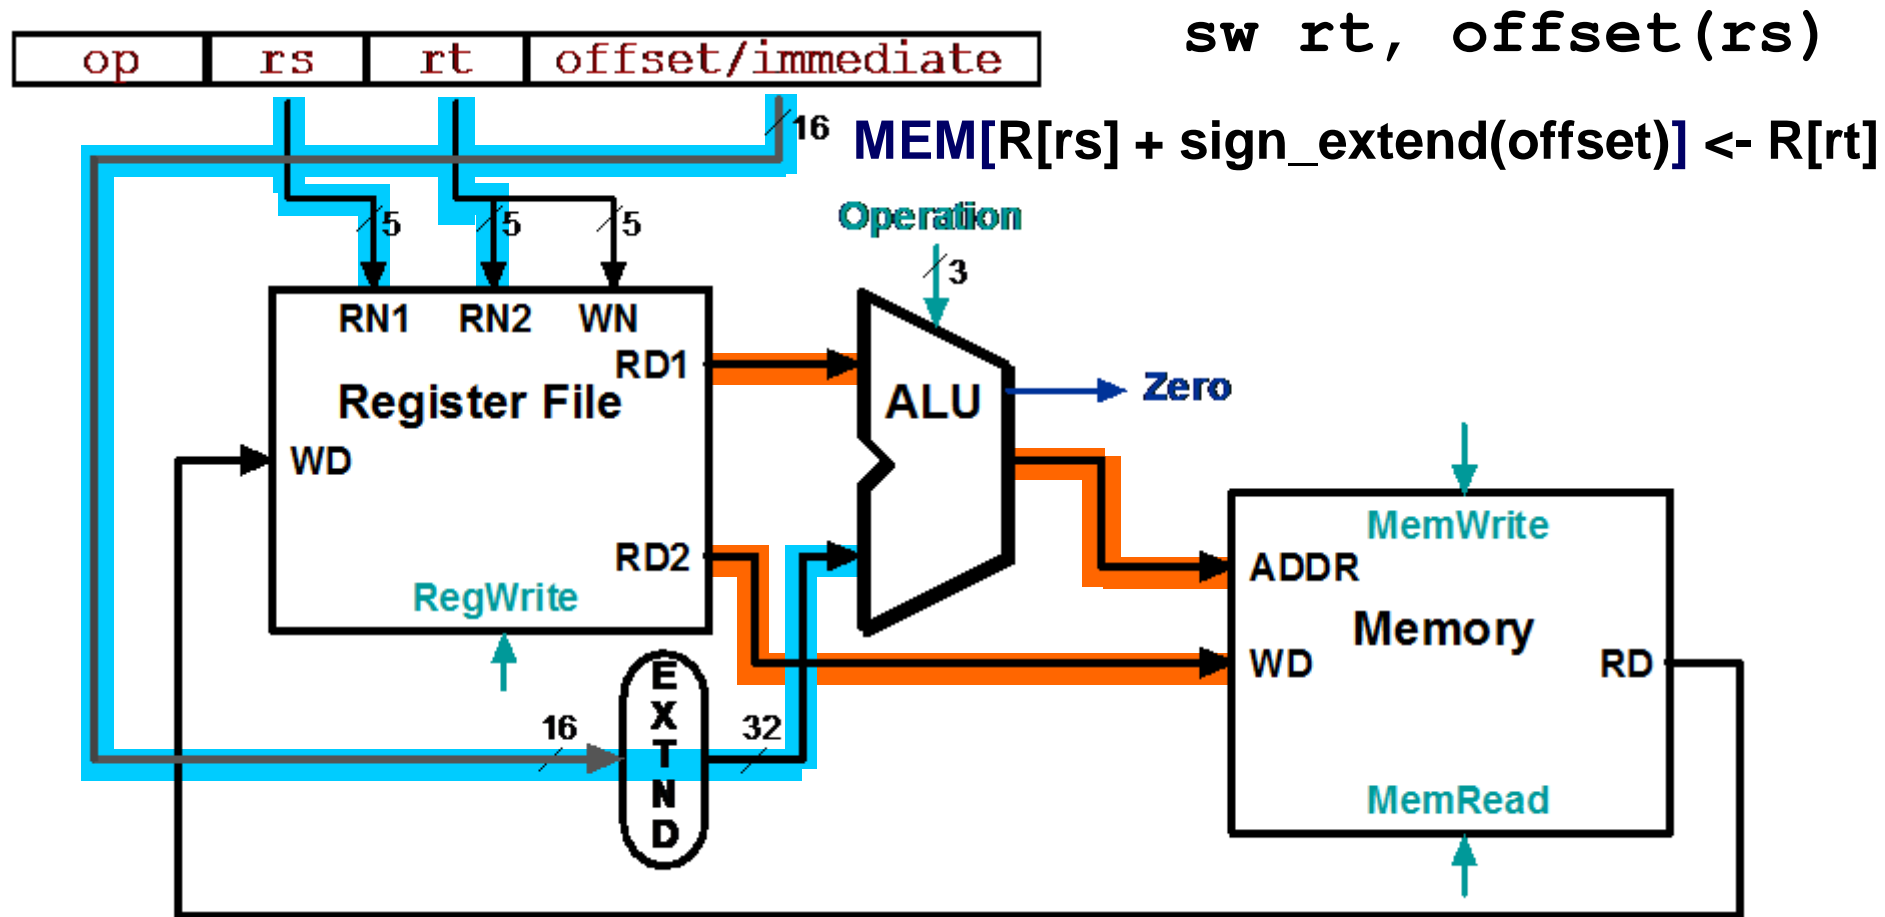 sw rt, offset(rs)
op rs rt offset/immediate
16
MEM[R[rs] + sign_extend(offset)] <- R[rt]
5 5 5
Operation
3
RN1 RN2 WN
RD1
Register File
ALU
Zero
WD
MemWrite
RD2
ADDR
RegWrite
Memory
WD
RD
16
EXTND
32
MemRead